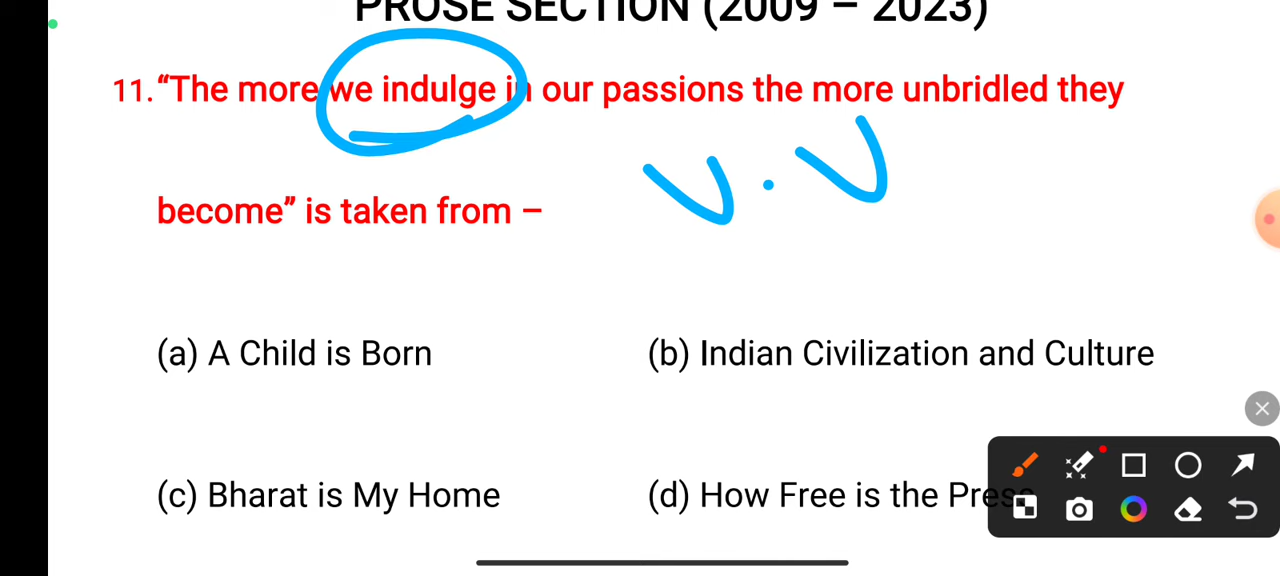 PROSE SECTION (2009 – 2023)
11. “The more we indulge in our passions the more unbridled they
V.V
become” is taken from –
(a) A Child is Born
(b) Indian Civilization and Culture
(c) Bharat is My Home
(d) How Free is the Press